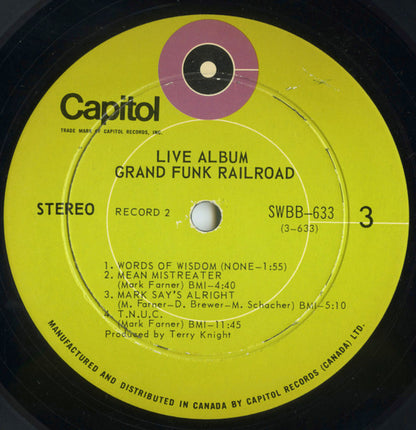 Capitol
TRADE MARK OF CAPITOL RECORDS, INC.
LIVE ALBUM
GRAND FUNK RAILROAD
STEREO RECORD 2 SWBB-633 3
(3-633)
1. WORDS OF WISDOM (NONE-1:55)
2. MEAN MISTREATER
(Mark Farner) BMI-4:40
3. MARK SAY'S ALRIGHT
(M. Farner-D. Brewer-M. Schacher) BMI-5:10
4. T.N.U.C.
(Mark Farner) BMI-11:45
Produced by Terry Knight
MANUFACTURED AND DISTRIBUTED IN CANADA BY CAPITOL RECORDS (CANADA) LTD.